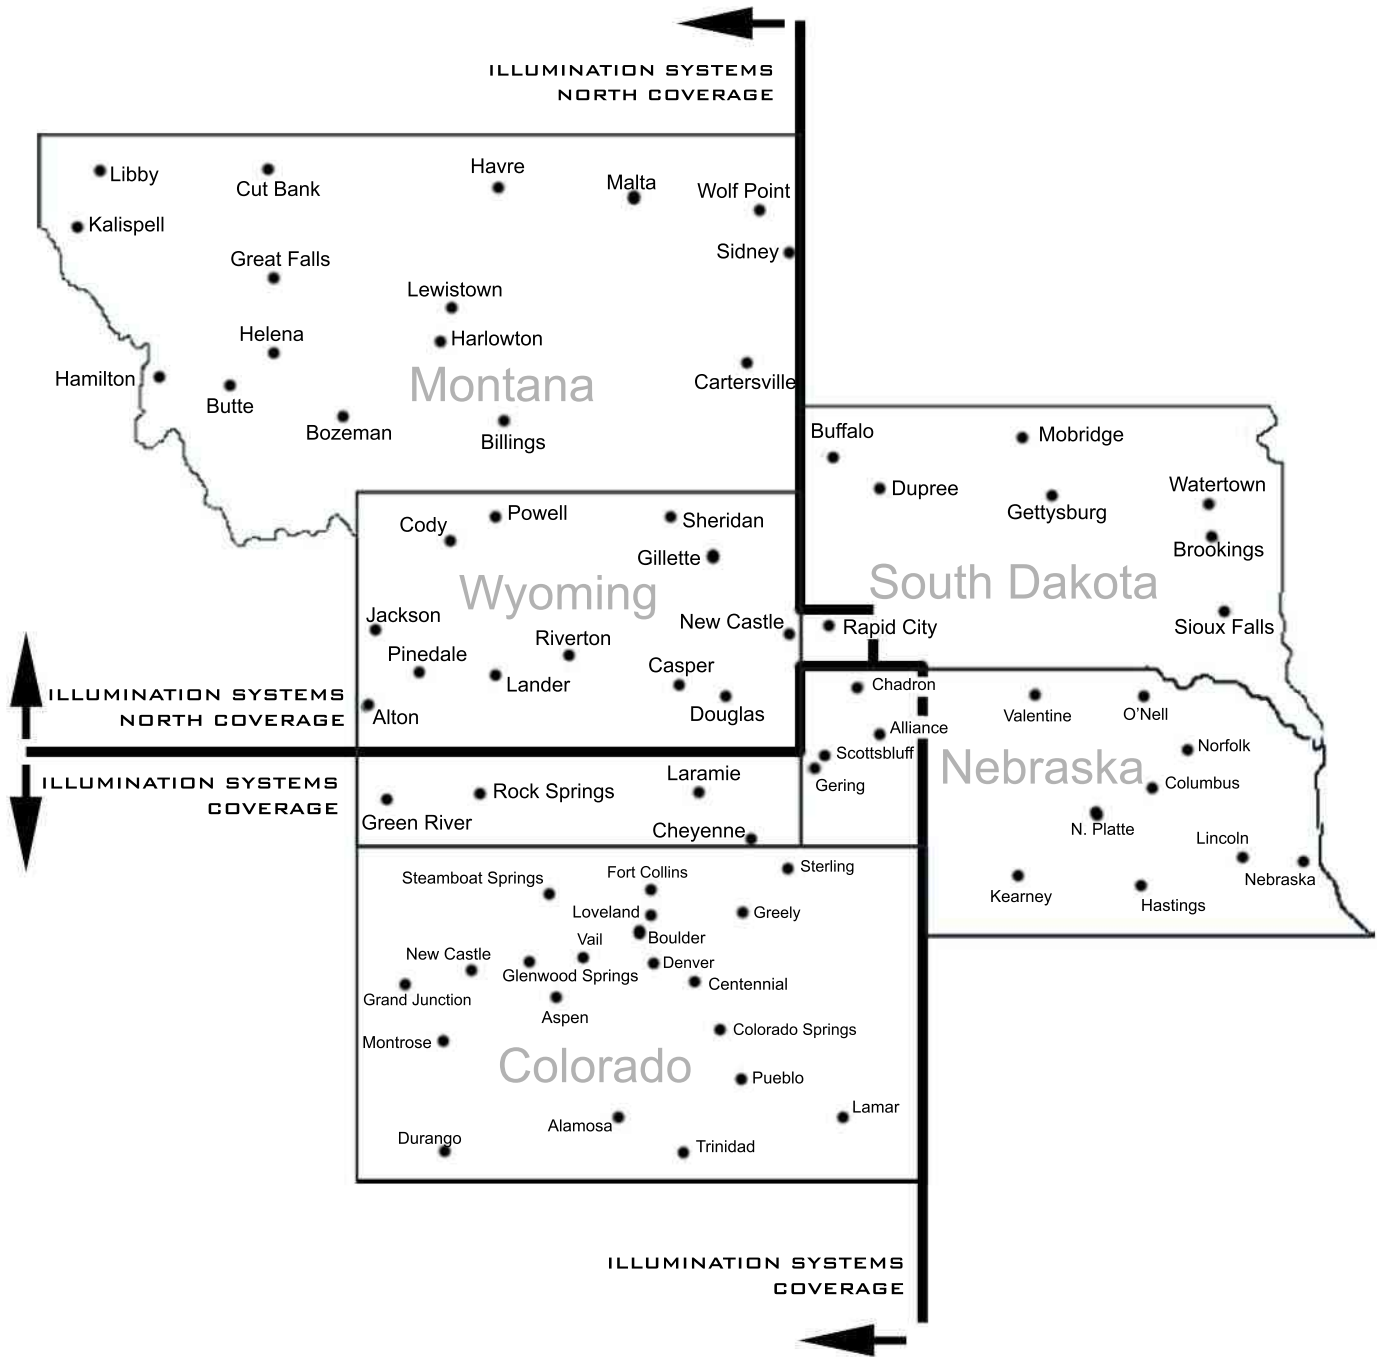 ILLUMINATION SYSTEMS
NORTH COVERAGE
Libby
Cut Bank
Havre
Malta
Wolf Point
Kalispell
Sidney
Great Falls
Lewistown
Helena
Harlowton
Hamilton
Montana
Cartersville
Butte
Bozeman
Billings
Buffalo
Mobridge
Dupree
Watertown
Gettysburg
Brookings
South Dakota
Rapid City
Sioux Falls
Cody
Powell
Sheridan
Gillette
Wyoming
Jackson
New Castle
Riverton
Pinedale
Casper
Lander
Alton
Douglas
ILLUMINATION SYSTEMS
NORTH COVERAGE
ILLUMINATION SYSTEMS
COVERAGE
Chadron
Alliance
Scottsbluff
Gering
Valentine
O'Nell
Norfolk
Nebraska
Columbus
N. Platte
Lincoln
Nebraska
Kearney
Hastings
Laramie
Rock Springs
Green River
Cheyenne
Sterling
Fort Collins
Steamboat Springs
Loveland
Greely
Boulder
Vail
New Castle
Denver
Glenwood Springs
Centennial
Grand Junction
Aspen
Colorado Springs
Montrose
Colorado
Pueblo
Lamar
Alamosa
Durango
Trinidad
ILLUMINATION SYSTEMS
COVERAGE